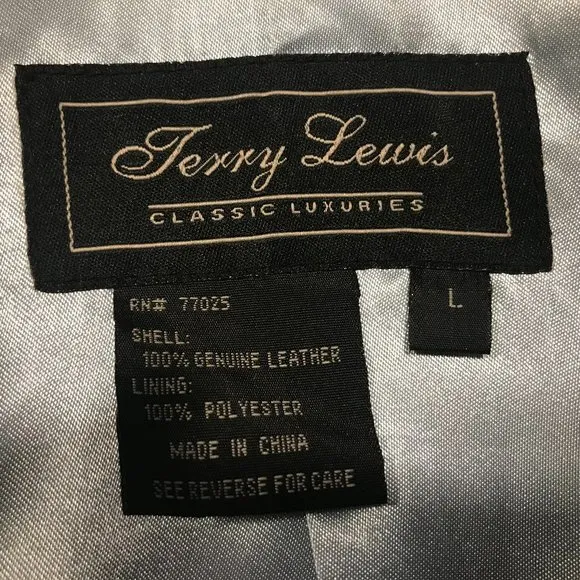 Terry Lewis
CLASSIC LUXURIES
L
RN# 77025
SHELL:
100% GENUINE LEATHER
LINING:
100% POLYESTER
MADE IN CHINA
SEE REVERSE FOR CARE